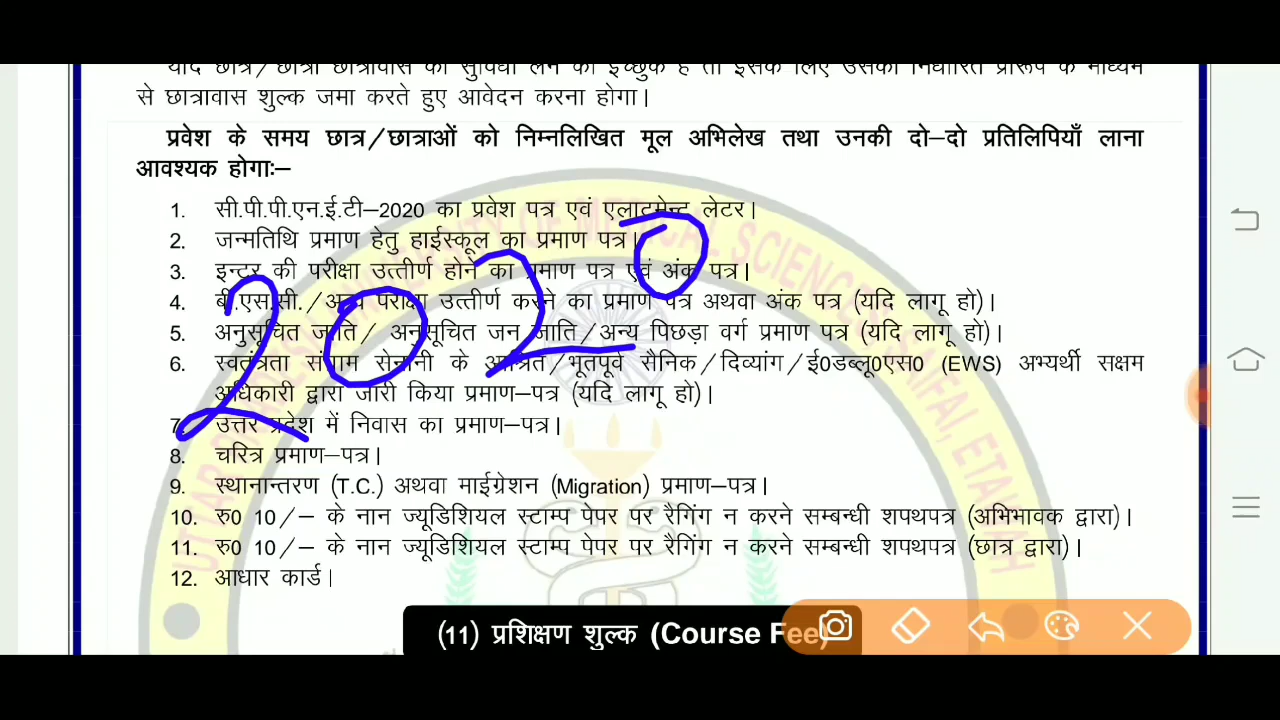 यदि छात्र/छात्रा छात्रावास की सुविधा लेने का इच्छुक है तो इसके लिए उसको निर्धारित प्रारूप के माध्यम
से छात्रावास शुल्क जमा करते हुए आवेदन करना होगा।
प्रवेश के समय छात्र/छात्राओं को निम्नलिखित मूल अभिलेख तथा उनकी दो–दो प्रतिलिपियाँ लाना
आवश्यक होगाः–
1. सी.पी.पी.एन.ई.टी–2020 का प्रवेश पत्र एवं एलाटमेन्ट लेटर।
2. जन्मतिथि प्रमाण हेतु हाईस्कूल का प्रमाण पत्र।
3. इन्टर की परीक्षा उत्तीर्ण होने का प्रमाण पत्र एवं अंक पत्र।
4. बी.एस.सी./अन्य परीक्षा उत्तीर्ण करने का प्रमाण पत्र अथवा अंक पत्र (यदि लागू हो)।
5. अनुसूचित जाति/ अनुसूचित जन जाति/अन्य पिछड़ा वर्ग प्रमाण पत्र (यदि लागू हो)।
6. स्वतंत्रता संग्राम सेनानी के आश्रित/भूतपूर्व सैनिक/दिव्यांग/ई0डब्लू0एस0 (EWS) अभ्यर्थी सक्षम
अधिकारी द्वारा जारी किया प्रमाण–पत्र (यदि लागू हो)।
7. उत्तर प्रदेश में निवास का प्रमाण–पत्र।
8. चरित्र प्रमाण–पत्र।
9. स्थानान्तरण (T.C.) अथवा माईग्रेशन (Migration) प्रमाण–पत्र।
10. रु0 10/– के नान ज्यूडिशियल स्टाम्प पेपर पर रैगिंग न करने सम्बन्धी शपथपत्र (अभिभावक द्वारा)।
11. रु0 10/– के नान ज्यूडिशियल स्टाम्प पेपर पर रैगिंग न करने सम्बन्धी शपथपत्र (छात्र द्वारा)।
12. आधार कार्ड।
(11) प्रशिक्षण शुल्क (Course Fee)
2020